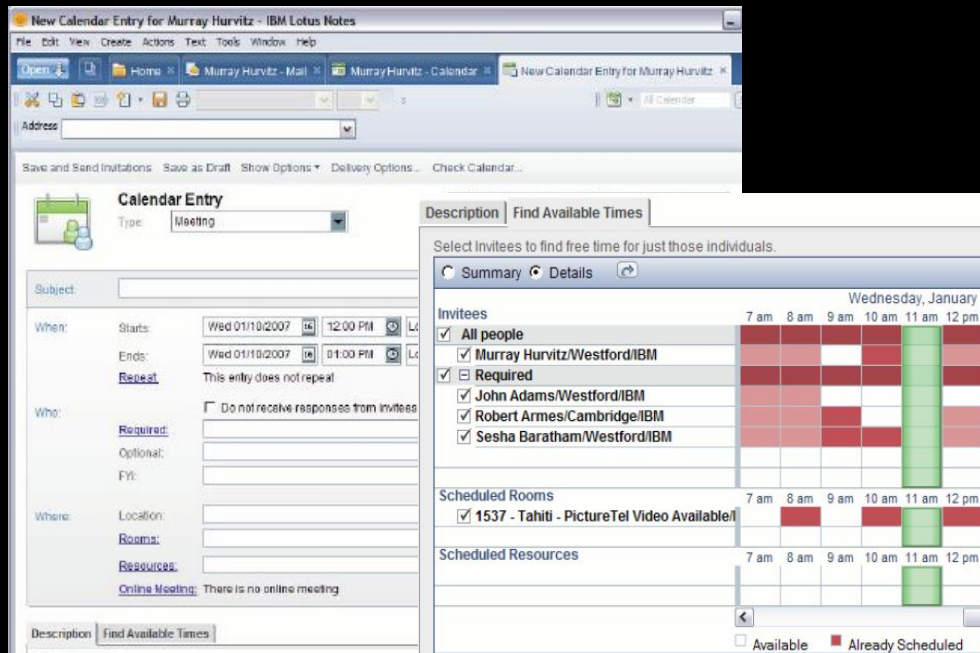 New Calendar Entry for Murray Hurvitz - IBM Lotus Notes
File Edit View Create Actions Text Tools Window Help
Open Home Murray Hurvitz - Mail Murray Hurvitz - Calendar New Calendar Entry for Murray Hurvitz
All Calendar
Address
Save and Send Invitations Save as Draft Show Options Delivery Options... Check Calendar...
Calendar Entry
Type: Meeting
Subject:
When: Starts: Wed 01/10/2007 16 12:00 PM Lo
Ends: Wed 01/10/2007 16 01:00 PM Lo
Repeat This entry does not repeat
Who: Do not receive responses from invitees
Required:
Optional:
FYI:
Where: Location:
Rooms:
Resources:
Online Meeting: There is no online meeting
Description Find Available Times
Description Find Available Times
Select Invitees to find free time for just those individuals.
Summary Details
Wednesday, January
Invitees 7 am 8 am 9 am 10 am 11 am 12 pm
All people
Murray Hurvitz/Westford/IBM
Required
John Adams/Westford/IBM
Robert Armes/Cambridge/IBM
Sesha Baratham/Westford/IBM
Scheduled Rooms 7 am 8 am 9 am 10 am 11 am 12 pm
1537 - Tahiti - PictureTel Video Available/I
Scheduled Resources 7 am 8 am 9 am 10 am 11 am 12 pm
Available Already Scheduled